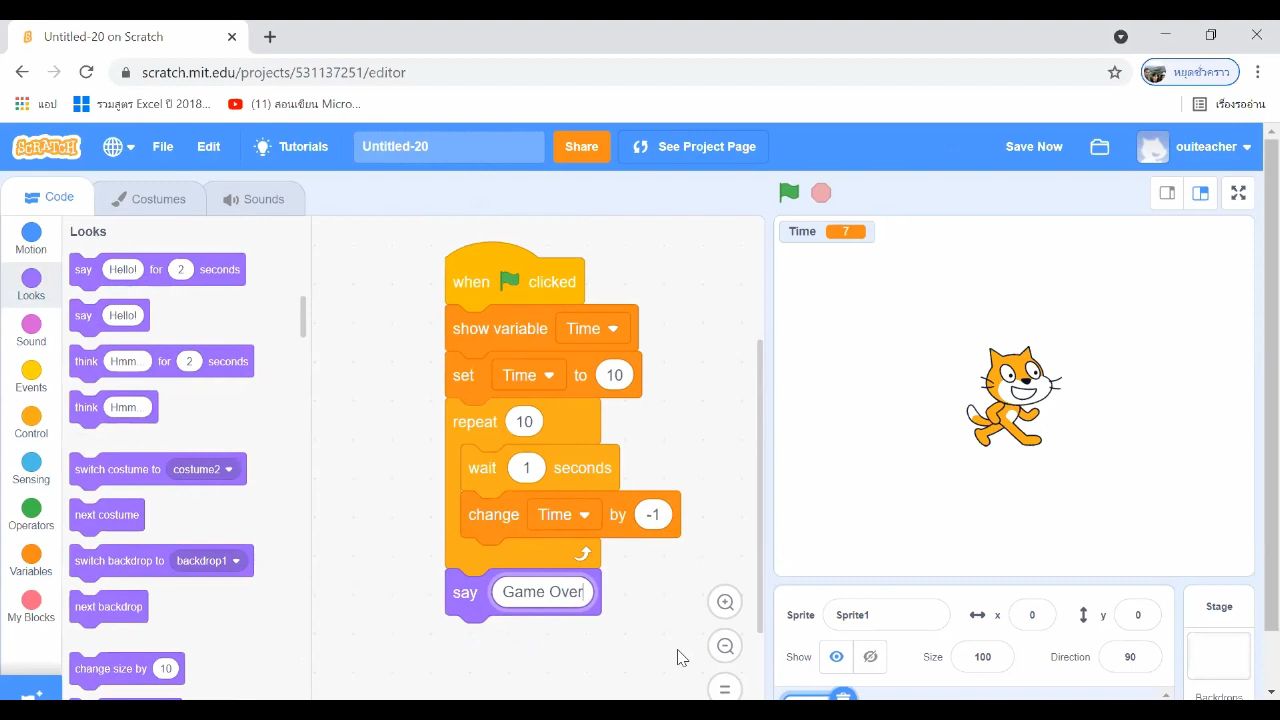 Untitled-20 on Scratch
scratch.mit.edu/projects/531137251/editor
หยุดชั่วคราว
แอป
รวมสูตร Excel ปี 2018...
(11) สอนเขียน Micro...
เรื่องรออ่าน
SCRATCH
File
Edit
Tutorials
Untitled-20
Share
See Project Page
Save Now
ouiteacher
Code
Costumes
Sounds
Motion
Looks
Sound
Events
Control
Sensing
Operators
Variables
My Blocks
Looks
say Hello! for 2 seconds
say Hello!
think Hmm... for 2 seconds
think Hmm...
switch costume to costume2
next costume
switch backdrop to backdrop1
next backdrop
change size by 10
when clicked
show variable Time
set Time to 10
repeat 10
wait 1 seconds
change Time by -1
say Game Over
Time 7
Sprite Sprite1 x 0 y 0
Show Size 100 Direction 90
Stage
Backdrops